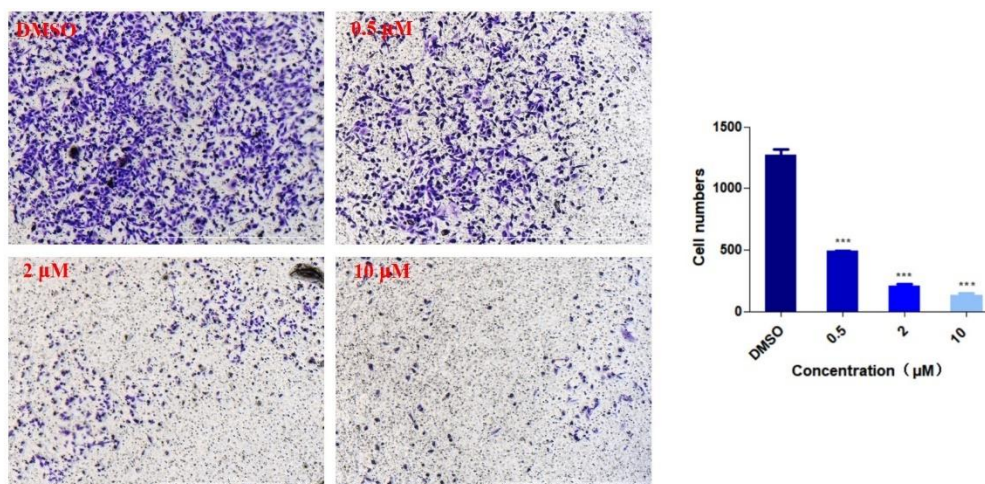 DMSO
0.5 μM
2 μM
10 μM
Cell numbers
1500
1000
500
0
***
***
***
DMSO
0.5
2
10
Concentration（μM）